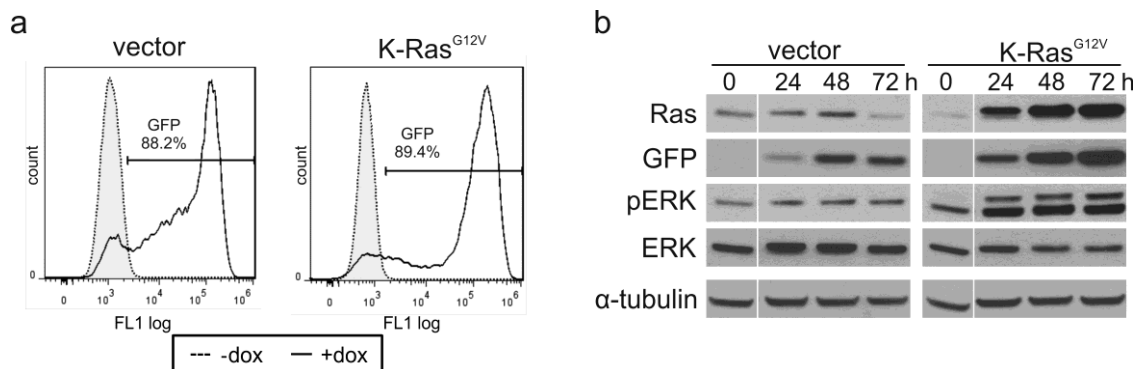 a
vector
K-Ras^G12V
GFP
88.2%
GFP
89.4%
count
count
0
0
0 10^3 10^4 10^5 10^6
0 10^3 10^4 10^5 10^6
FL1 log
FL1 log
-dox +dox
b
vector
K-Ras^G12V
0 24 48 72 h
0 24 48 72 h
Ras
GFP
pERK
ERK
α-tubulin